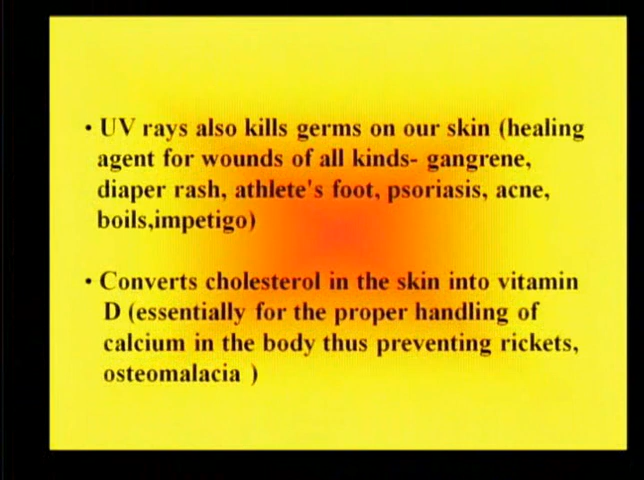 • UV rays also kills germs on our skin (healing
agent for wounds of all kinds- gangrene,
diaper rash, athlete's foot, psoriasis, acne,
boils,impetigo)
• Converts cholesterol in the skin into vitamin
D (essentially for the proper handling of
calcium in the body thus preventing rickets,
osteomalacia )